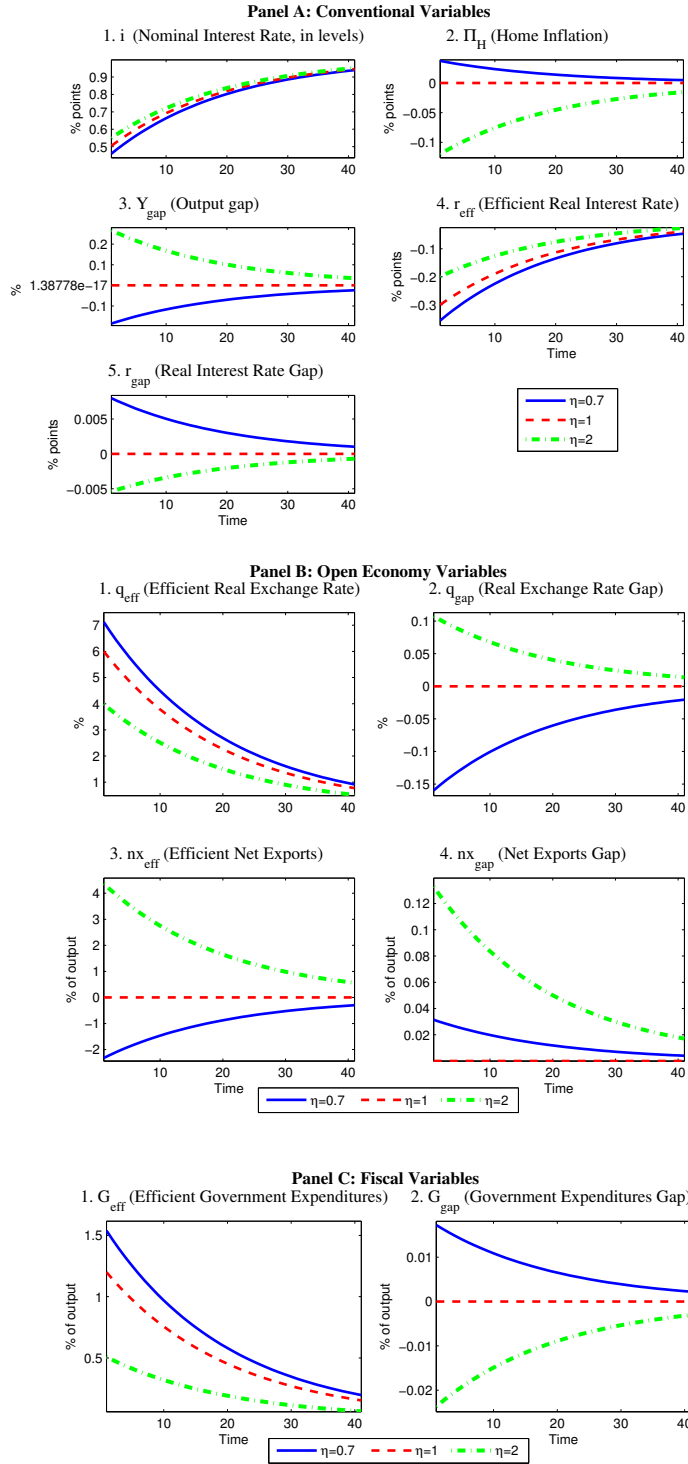 Panel A: Conventional Variables
1. i (Nominal Interest Rate, in levels)
% points
0.9
0.8
0.7
0.6
0.5
10 20 30 40
2. Π_H (Home Inflation)
% points
0
−0.05
−0.1
10 20 30 40
3. Y_gap (Output gap)
%
0.2
0.1
1.38778e−17
−0.1
10 20 30 40
4. r_eff (Efficient Real Interest Rate)
% points
−0.1
−0.2
−0.3
10 20 30 40
Time
5. r_gap (Real Interest Rate Gap)
% points
0.005
0
−0.005
10 20 30 40
Time
η=0.7
η=1
η=2
Panel B: Open Economy Variables
1. q_eff (Efficient Real Exchange Rate)
%
7
6
5
4
3
2
1
10 20 30 40
2. q_gap (Real Exchange Rate Gap)
%
0.1
0.05
0
−0.05
−0.1
−0.15
10 20 30 40
3. nx_eff (Efficient Net Exports)
% of output
4
3
2
1
0
−1
−2
10 20 30 40
Time
4. nx_gap (Net Exports Gap)
% of output
0.12
0.1
0.08
0.06
0.04
0.02
10 20 30 40
Time
η=0.7 η=1 η=2
Panel C: Fiscal Variables
1. G_eff (Efficient Government Expenditures)
% of output
1.5
1
0.5
10 20 30 40
Time
2. G_gap (Government Expenditures Gap)
% of output
0.01
0
−0.01
−0.02
10 20 30 40
Time
η=0.7 η=1 η=2